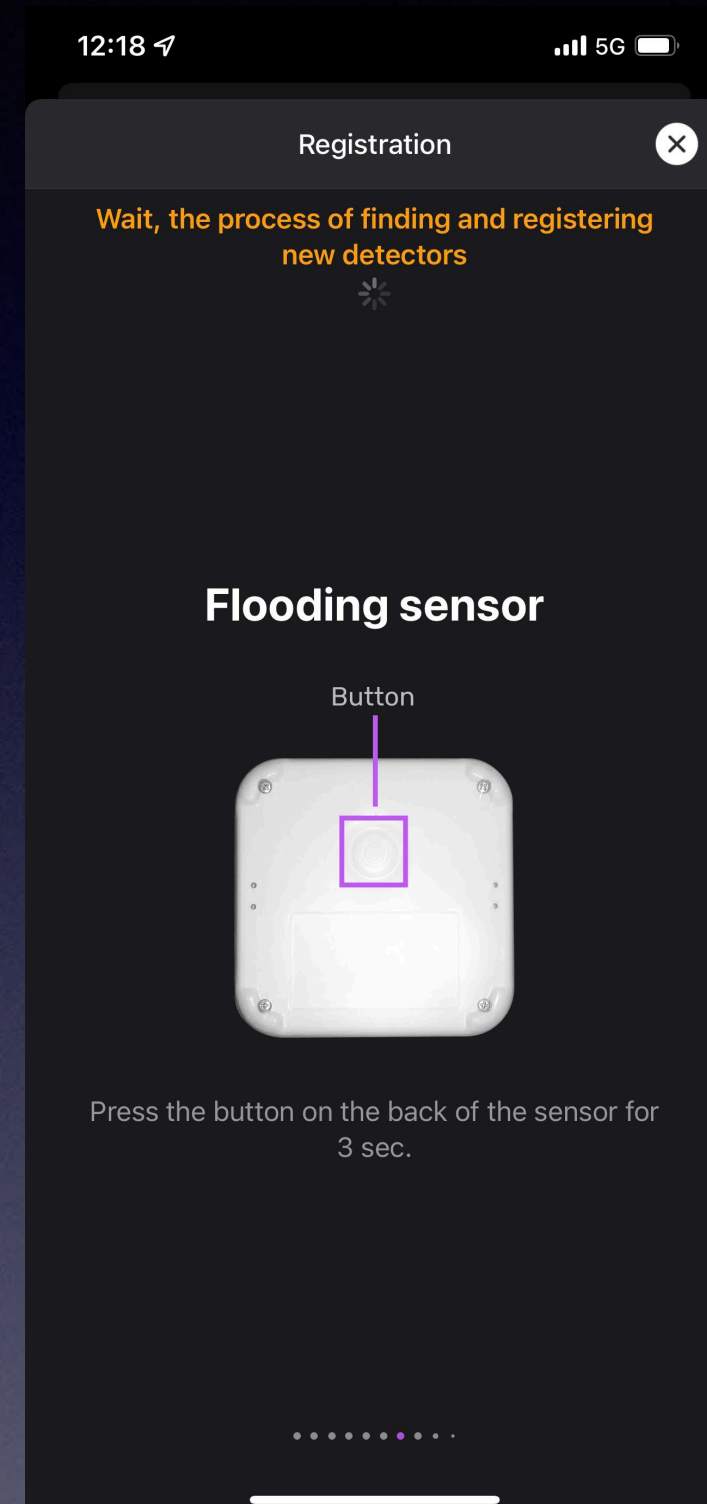 12:18
5G
Registration
Wait, the process of finding and registering
new detectors
Flooding sensor
Button
Press the button on the back of the sensor for
3 sec.